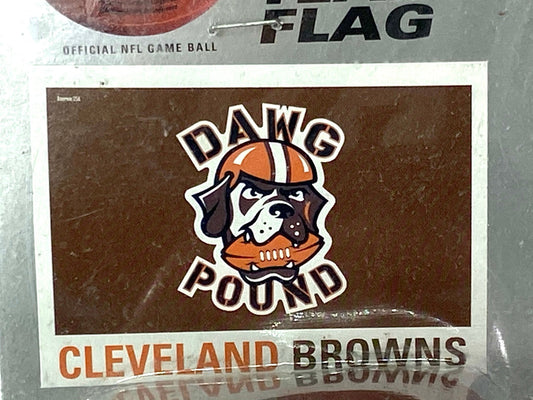 FLAG
OFFICIAL NFL GAME BALL
DAWG
POUND
CLEVELAND BROWNS